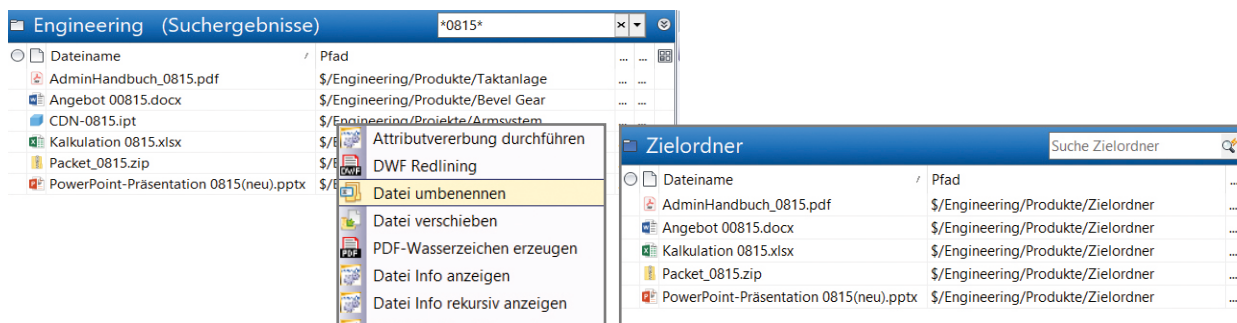 Engineering (Suchergebnisse) *0815*
Dateiname Pfad ... ...
AdminHandbuch_0815.pdf $/Engineering/Produkte/Taktanlage ... ...
Angebot 00815.docx $/Engineering/Produkte/Bevel Gear ... ...
CDN-0815.ipt $/Engineering/Projekte/Armsystem ... ...
Kalkulation 0815.xlsx
Packet_0815.zip
PowerPoint-Präsentation 0815(neu).pptx
Attributvererbung durchführen
DWF Redlining
Datei umbenennen
Datei verschieben
PDF-Wasserzeichen erzeugen
Datei Info anzeigen
Datei Info rekursiv anzeigen
Zielordner Suche Zielordner
Dateiname Pfad ...
AdminHandbuch_0815.pdf $/Engineering/Produkte/Zielordner ...
Angebot 00815.docx $/Engineering/Produkte/Zielordner ...
Kalkulation 0815.xlsx $/Engineering/Produkte/Zielordner ...
Packet_0815.zip $/Engineering/Produkte/Zielordner ...
PowerPoint-Präsentation 0815(neu).pptx $/Engineering/Produkte/Zielordner ...